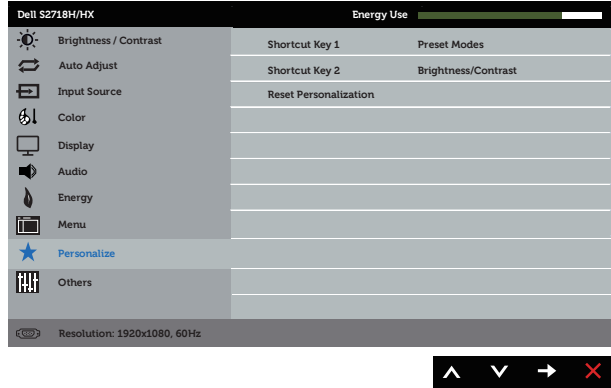 Dell S2718H/HX Energy Use
Brightness / Contrast
Auto Adjust
Input Source
Color
Display
Audio
Energy
Menu
Personalize
Others
Shortcut Key 1 Preset Modes
Shortcut Key 2 Brightness/Contrast
Reset Personalization
Resolution: 1920x1080, 60Hz